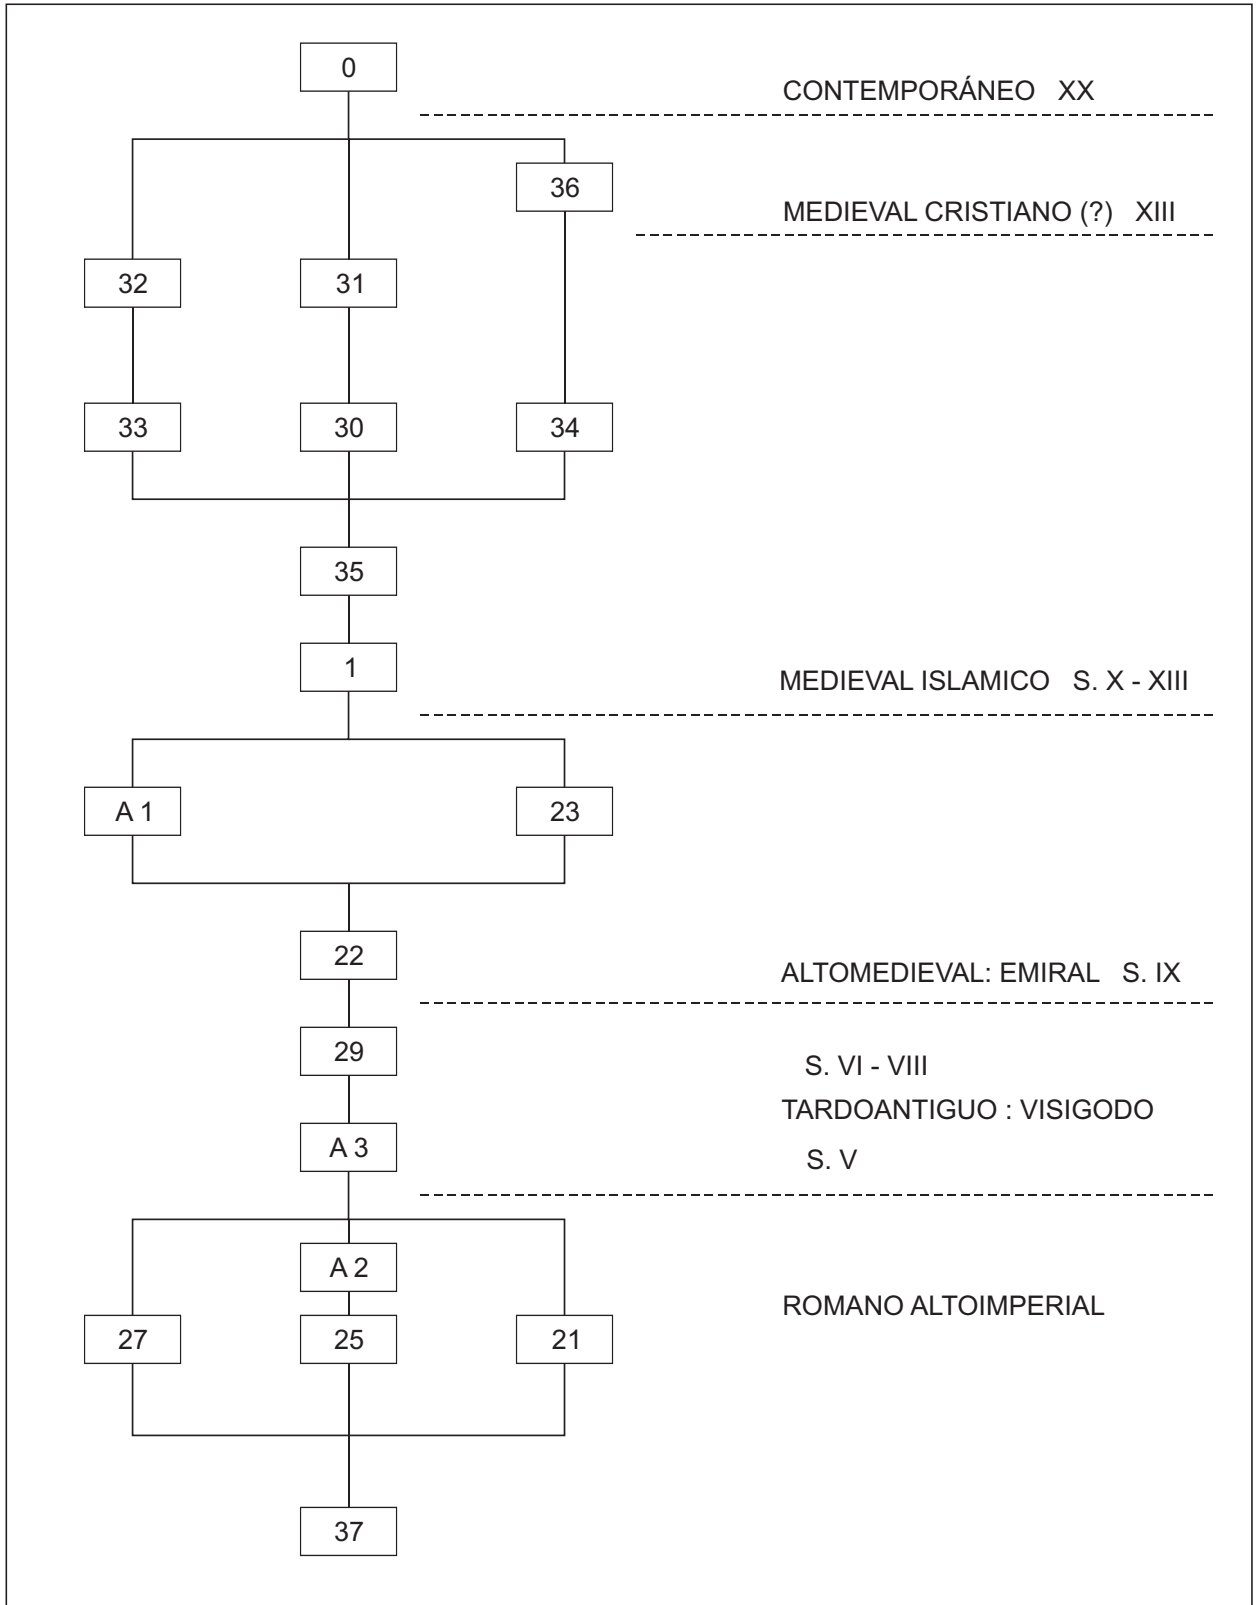 0
CONTEMPORÁNEO XX
36
MEDIEVAL CRISTIANO (?) XIII
32 31
33 30 34
35
1
MEDIEVAL ISLAMICO S. X - XIII
A 1 23
22
ALTOMEDIEVAL: EMIRAL S. IX
29
S. VI - VIII
TARDOANTIGUO : VISIGODO
A 3
S. V
A 2
ROMANO ALTOIMPERIAL
27 25 21
37